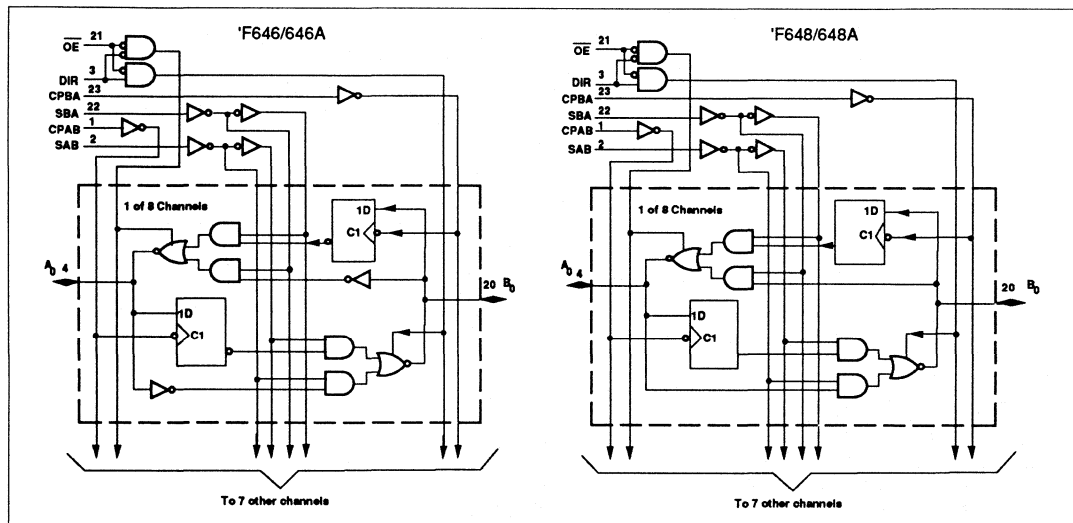 'F646/646A
21
OE
3
DIR
23
CPBA
22
SBA
1
CPAB
2
SAB
1 of 8 Channels
1D
C1
A0 4
20 B0
1D
C1
To 7 other channels
'F648/648A
21
OE
3
DIR
23
CPBA
22
SBA
CPAB 1
SAB 2
1 of 8 Channels
1D
C1
A0 4
20 B0
1D
C1
To 7 other channels